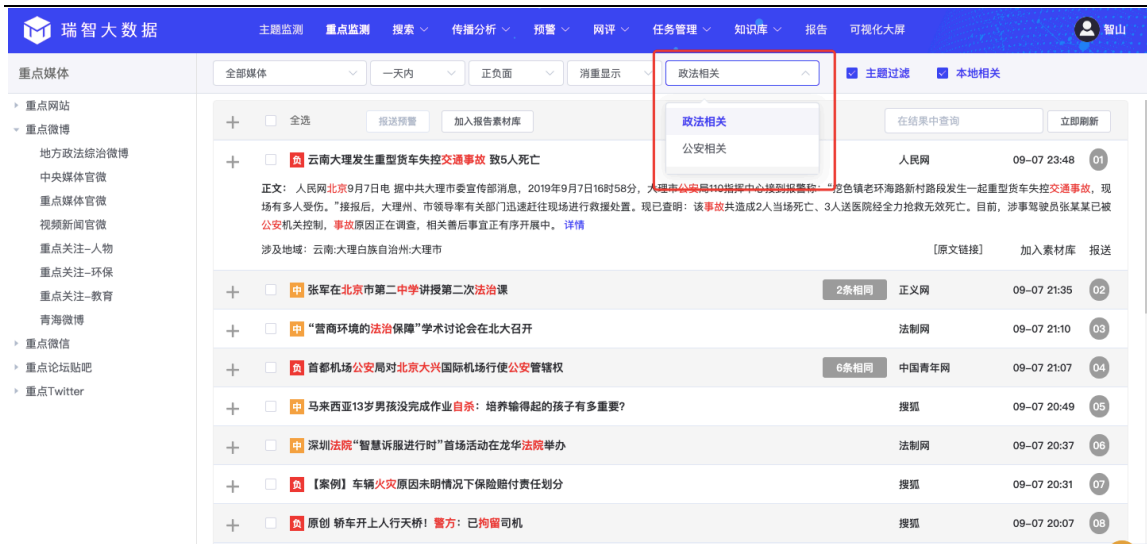 瑞智大数据
主题监测 重点监测 搜索 传播分析 预警 网评 任务管理 知识库 报告 可视化大屏 智山
重点媒体
全部媒体 一天内 正负面 消重显示 政法相关 主题过滤 本地相关
重点网站
重点微博
地方政法综治微博
中央媒体官微
重点媒体官微
视频新闻官微
重点关注-人物
重点关注-环保
重点关注-教育
青海微博
重点微信
重点论坛贴吧
重点Twitter
全选 报送预警 加入报告素材库 在结果中查询 立即刷新
政法相关
公安相关
负 云南大理发生重型货车失控交通事故 致5人死亡 人民网 09-07 23:48 01
正文: 人民网北京9月7日电 据中共大理市委宣传部消息，2019年9月7日16时58分，大理市公安局110指挥中心接到报警称：“挖色镇老环海路新村路段发生一起重型货车失控交通事故，现
场有多人受伤。”接报后，大理州、市领导率有关部门迅速赶往现场进行救援处置。现已查明：该事故共造成2人当场死亡、3人送医院经全力抢救无效死亡。目前，涉事驾驶员张某某已被
公安机关控制，事故原因正在调查，相关善后事宜正有序开展中。 详情
涉及地域: 云南:大理白族自治州:大理市 [原文链接] 加入素材库 报送
中 张军在北京市第二中学讲授第二次法治课 2条相同 正义网 09-07 21:35 02
中 “营商环境的法治保障”学术讨论会在北大召开 法制网 09-07 21:10 03
负 首都机场公安局对北京大兴国际机场行使公安管辖权 6条相同 中国青年网 09-07 21:07 04
中 马来西亚13岁男孩没完成作业自杀：培养输得起的孩子有多重要? 搜狐 09-07 20:49 05
中 深圳法院“智慧诉服进行时”首场活动在龙华法院举办 法制网 09-07 20:37 06
负 【案例】车辆火灾原因未明情况下保险赔付责任划分 搜狐 09-07 20:31 07
负 原创 轿车开上人行天桥！警方：已拘留司机 搜狐 09-07 20:07 08